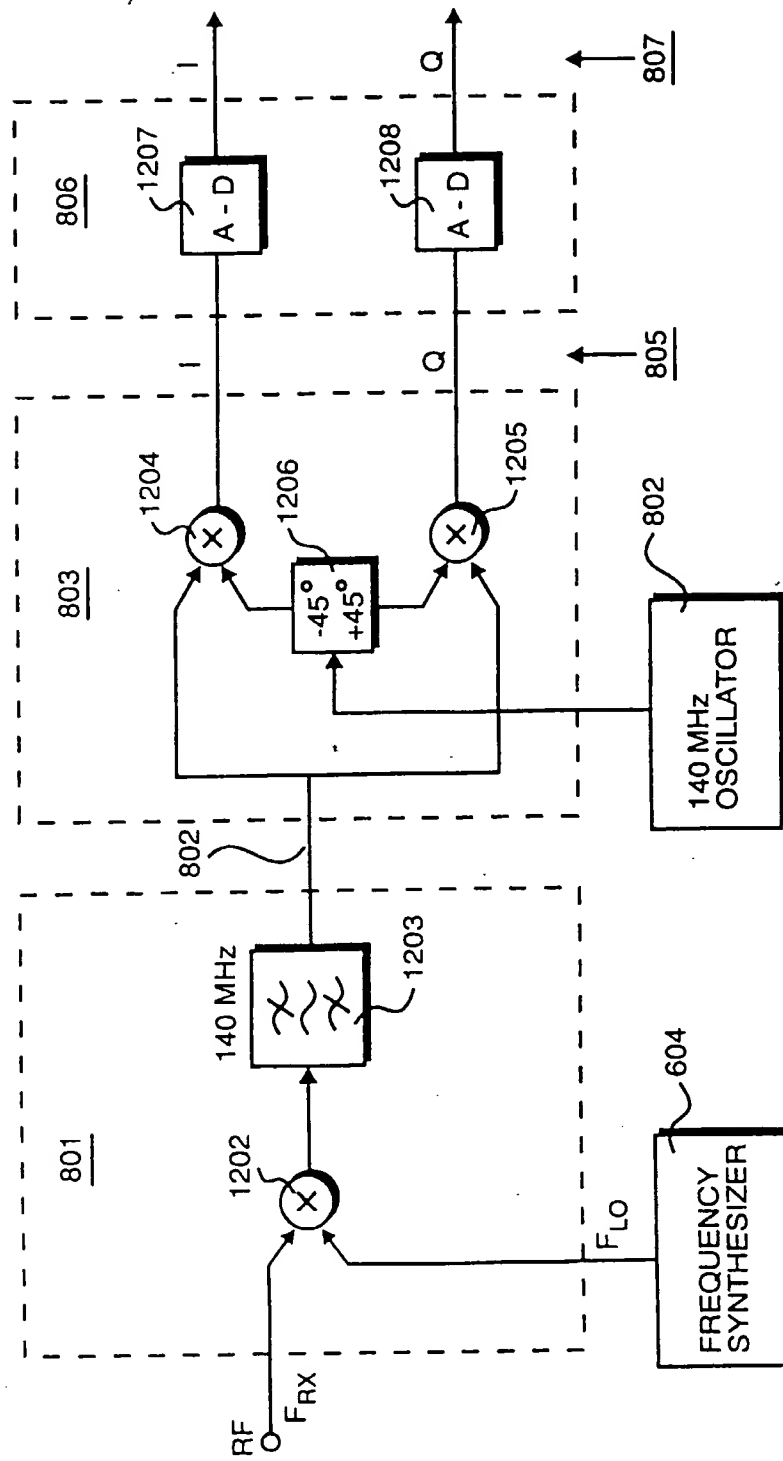 RF
F_RX
801
1202
140 MHz
1203
F_LO
604
FREQUENCY
SYNTHESIZER
802
803
1204
1206
-45°
+45°
1205
802
140 MHz
OSCILLATOR
I
Q
805
806
1207
A - D
1208
A - D
I
Q
807